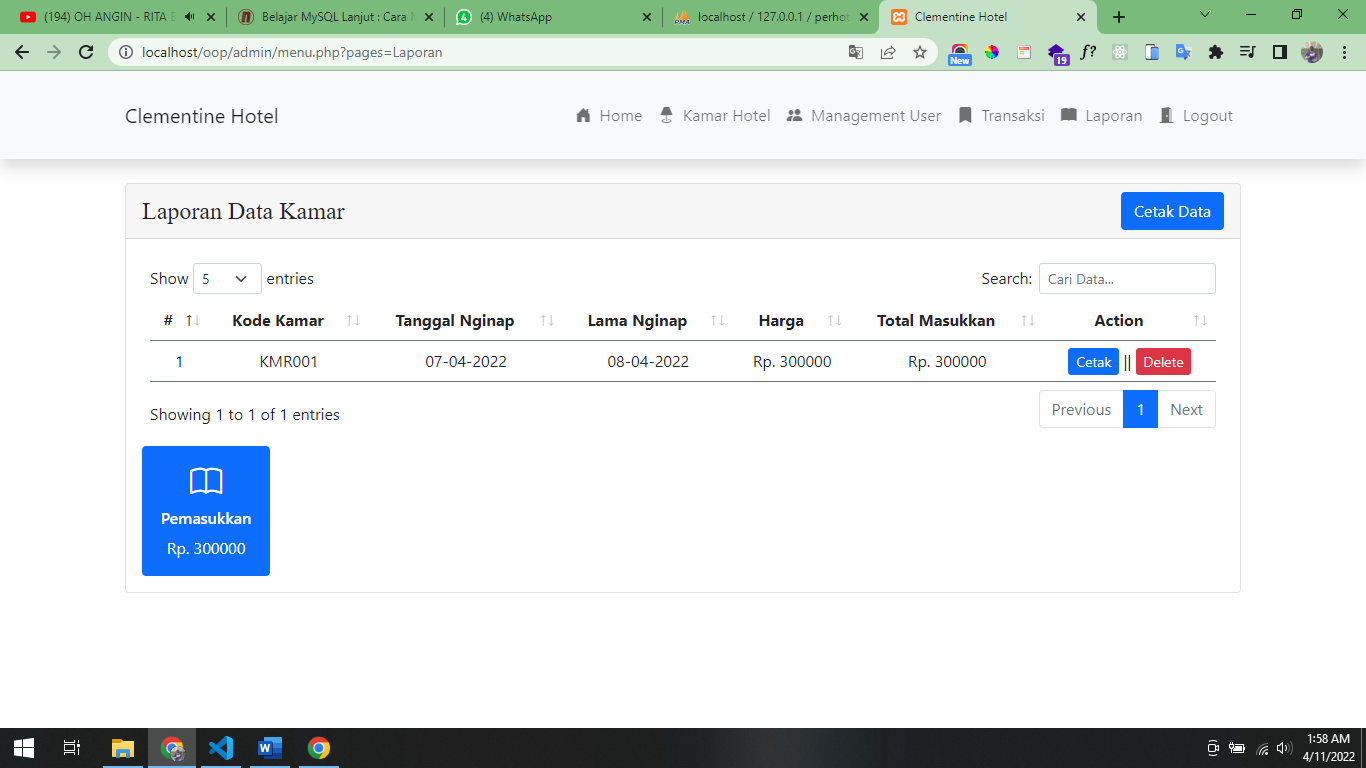 (194) OH ANGIN - RITA
Belajar MySQL Lanjut : Cara
(4) WhatsApp
localhost / 127.0.0.1 / perhot
Clementine Hotel
localhost/oop/admin/menu.php?pages=Laporan
New
19
f?
Clementine Hotel
Home
Kamar Hotel
Management User
Transaksi
Laporan
Logout
Laporan Data Kamar
Cetak Data
Show 5 entries
Search: Cari Data...
# Kode Kamar Tanggal Nginap Lama Nginap Harga Total Masukkan Action
1 KMR001 07-04-2022 08-04-2022 Rp. 300000 Rp. 300000 Cetak || Delete
Showing 1 to 1 of 1 entries
Previous 1 Next
Pemasukkan
Rp. 300000
1:58 AM
4/11/2022